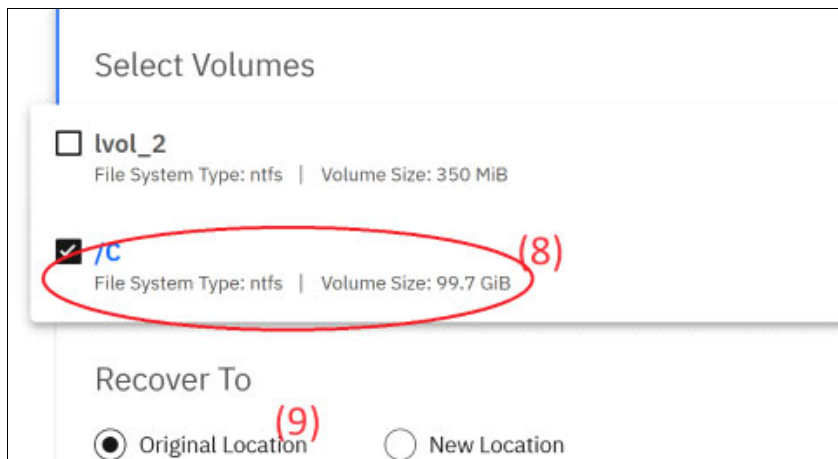 Select Volumes
lvol_2
File System Type: ntfs | Volume Size: 350 MiB
/C
(8)
File System Type: ntfs | Volume Size: 99.7 GiB
Recover To
(9)
Original Location New Location